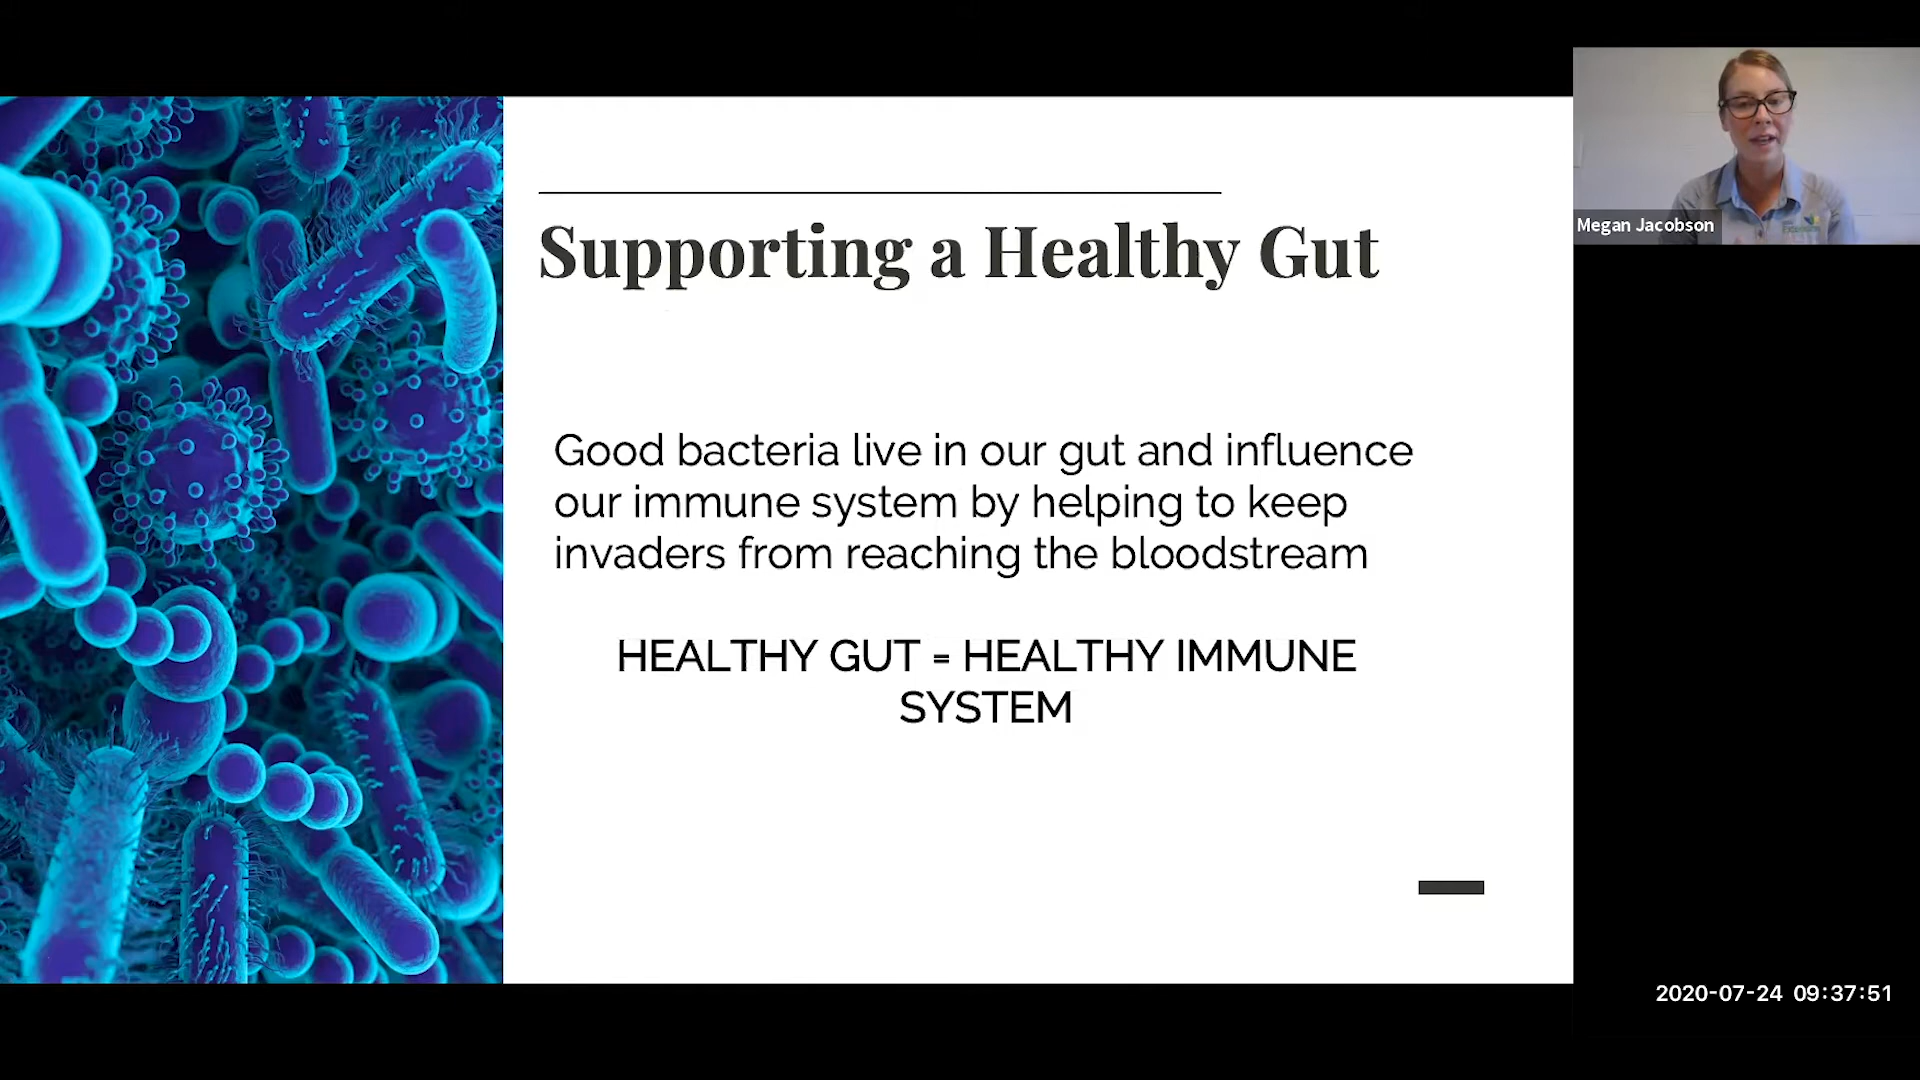 Supporting a Healthy Gut
Good bacteria live in our gut and influence
our immune system by helping to keep
invaders from reaching the bloodstream
HEALTHY GUT = HEALTHY IMMUNE
SYSTEM
Megan Jacobson
2020-07-24 09:37:51